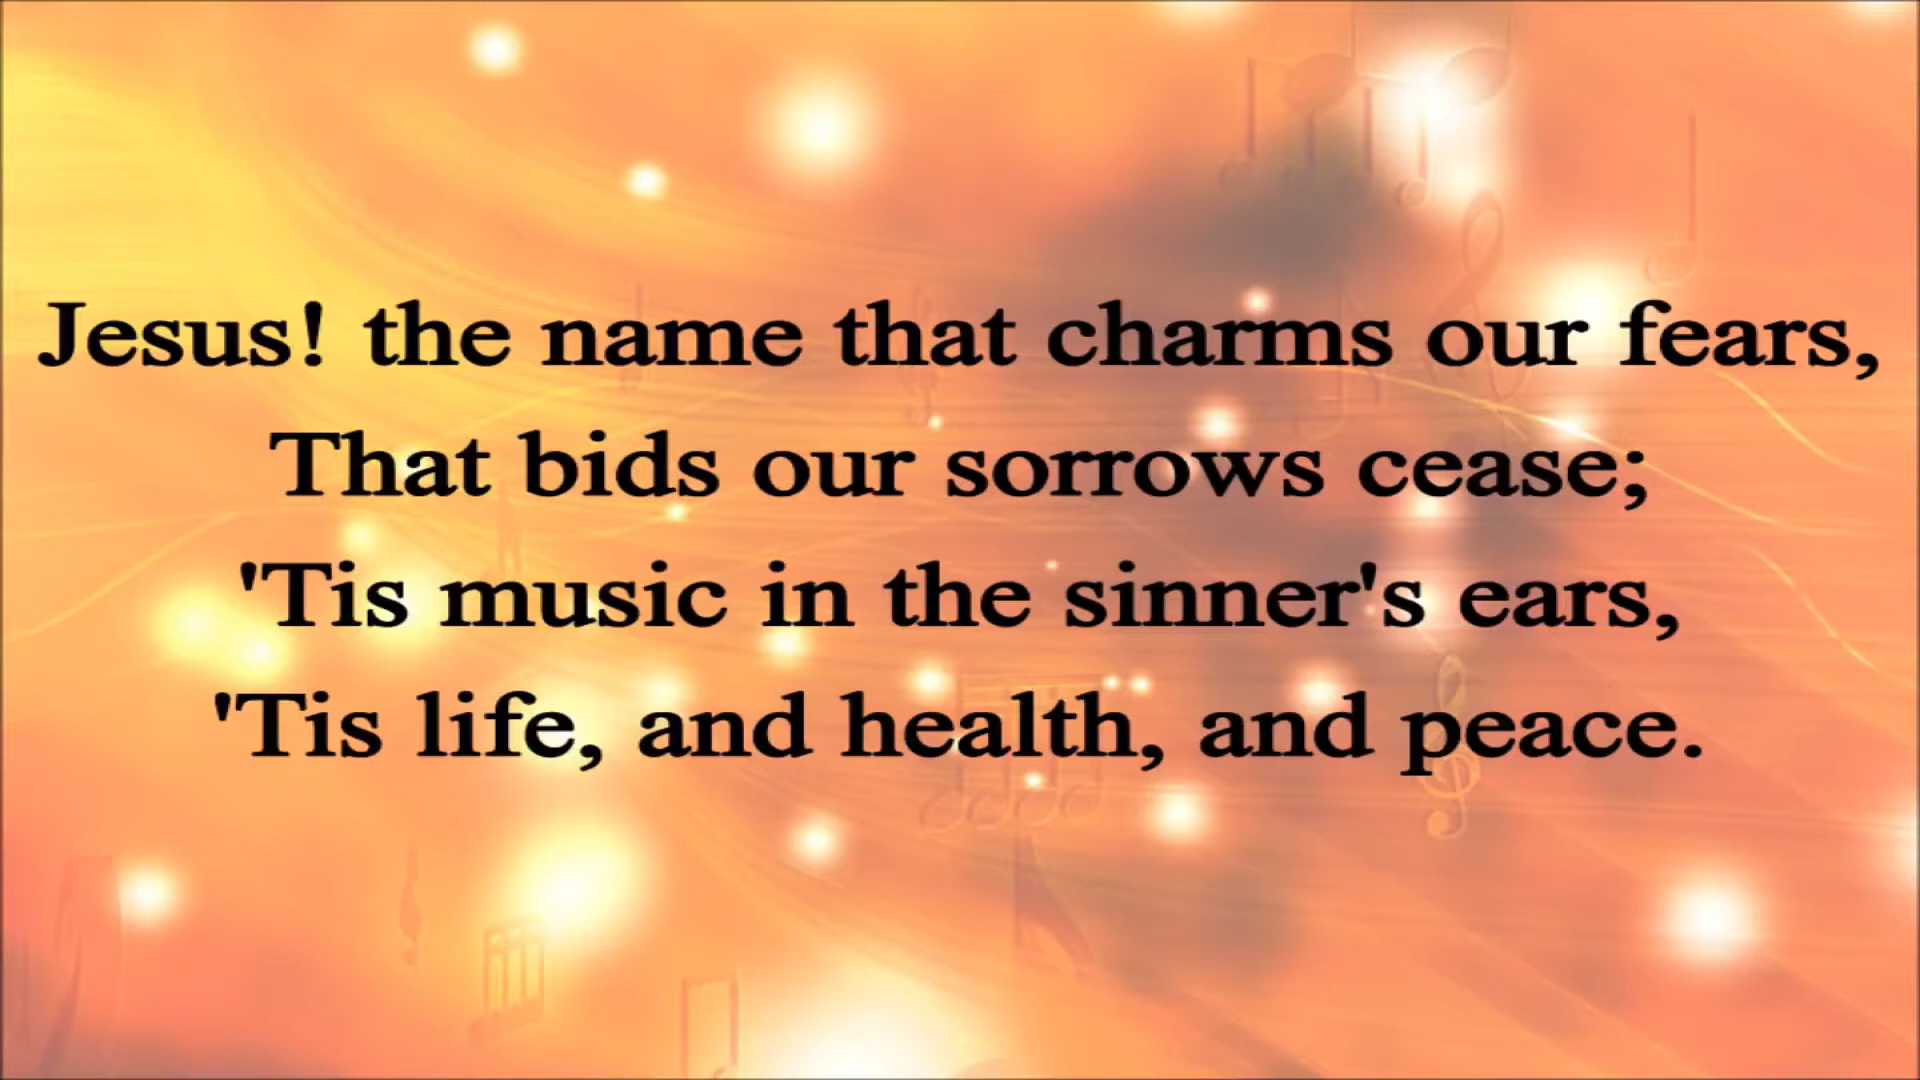 Jesus! the name that charms our fears,
That bids our sorrows cease;
'Tis music in the sinner's ears,
'Tis life, and health, and peace.